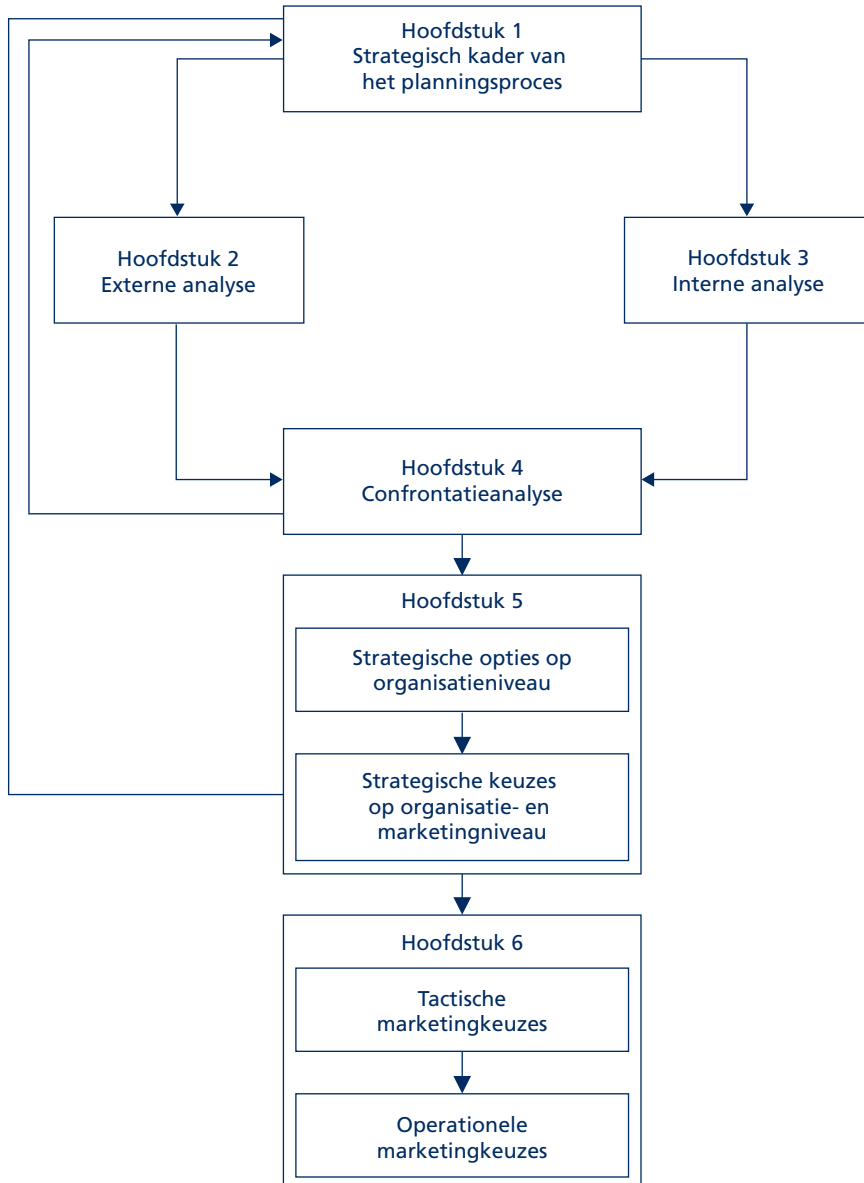 Hoofdstuk 1
Strategisch kader van
het planningsproces
Hoofdstuk 2
Externe analyse
Hoofdstuk 3
Interne analyse
Hoofdstuk 4
Confrontatieanalyse
Hoofdstuk 5
Strategische opties op
organisatieniveau
Strategische keuzes
op organisatie- en
marketingniveau
Hoofdstuk 6
Tactische
marketingkeuzes
Operationele
marketingkeuzes